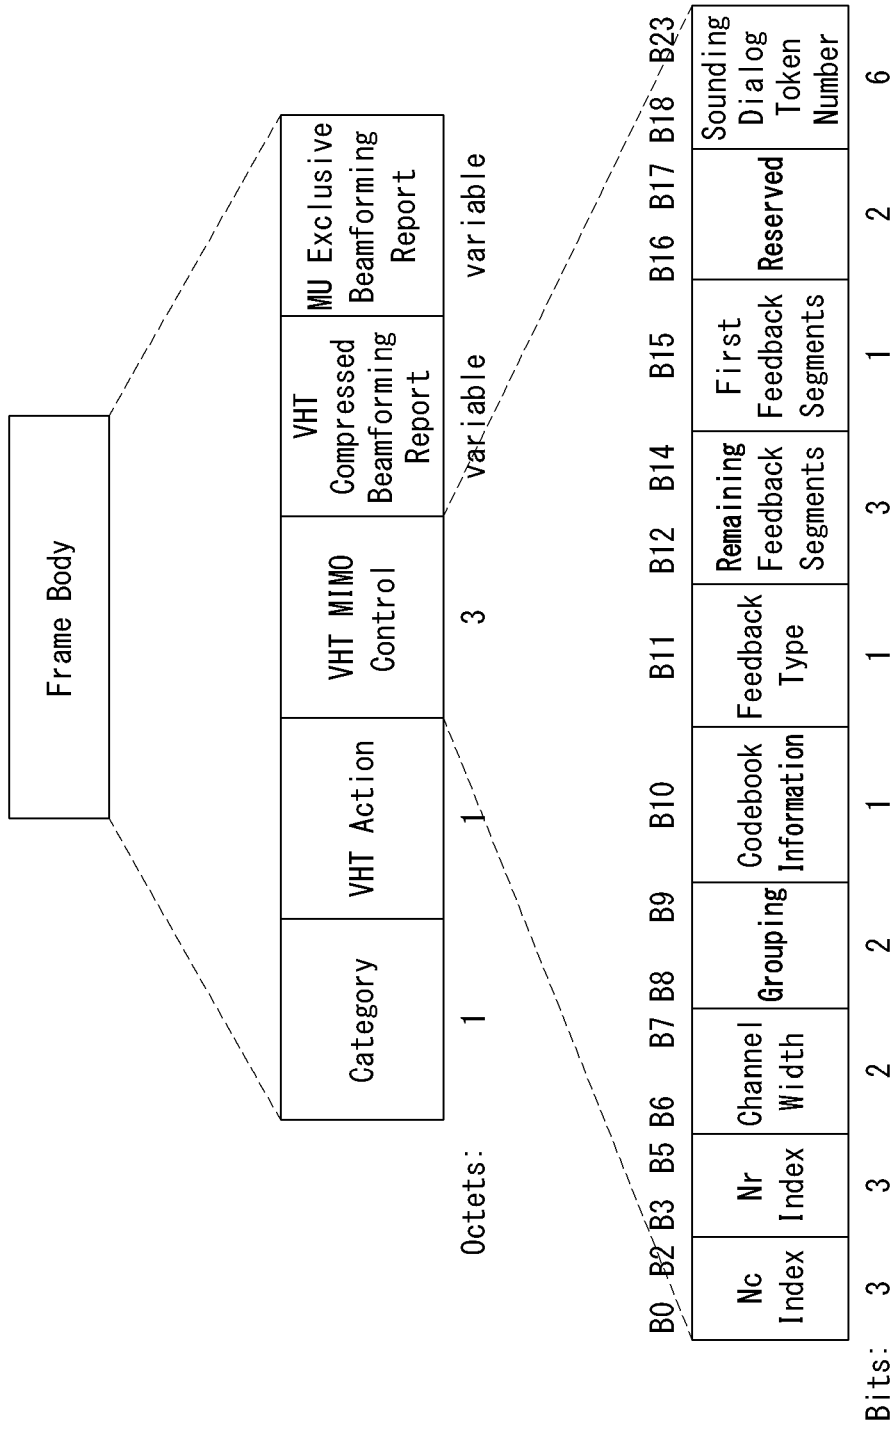 Frame Body
Category
VHT Action
VHT MIMO
Control
VHT
Compressed
Beamforming
Report
MU Exclusive
Beamforming
Report
Octets: 1 1 3 variable variable
B0 B2 B3 B5 B6 B7 B8 B9 B10 B11 B12 B14 B15 B16 B17 B18 B23
Nc
Index
Nr
Index
Channel
Width
Grouping
Codebook
Information
Feedback
Type
Remaining
Feedback
Segments
First
Feedback
Segments
Reserved
Sounding
Dialog
Token
Number
Bits: 3 3 2 2 1 1 3 1 2 6